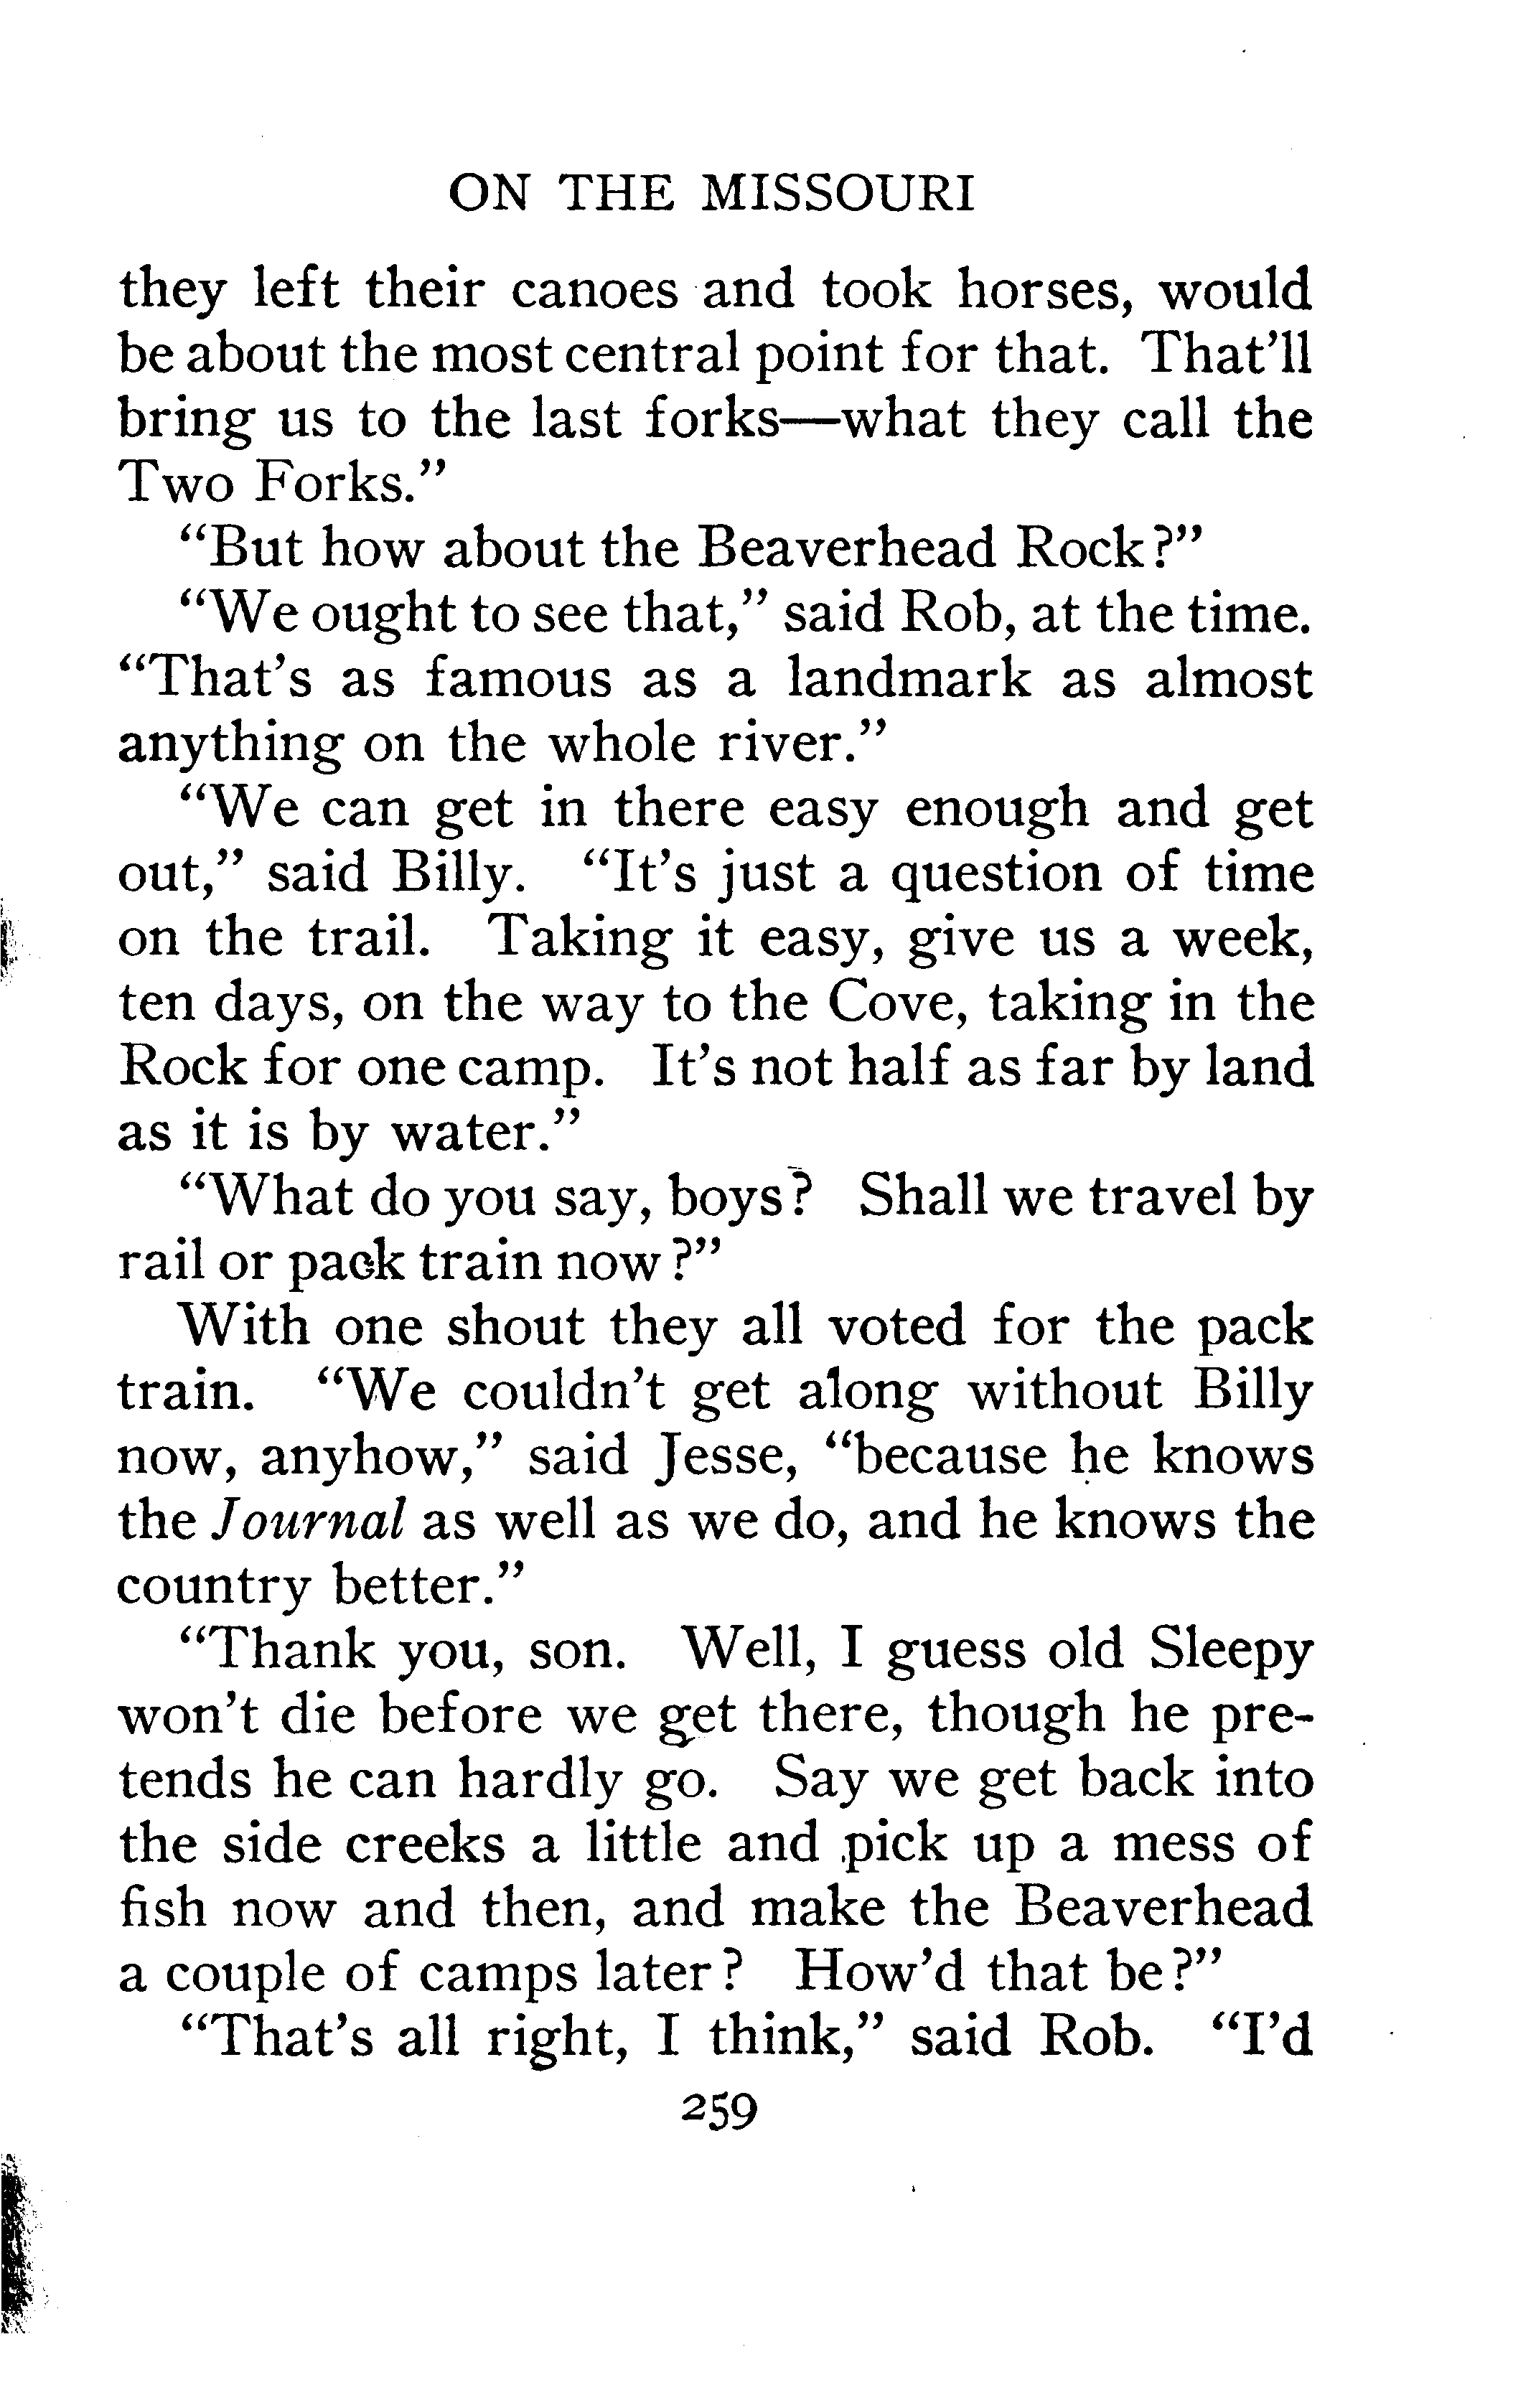 ON THE MISSOURI
they left their canoes and took horses, would
be about the most central point for that. That'll
bring us to the last forks—what they call the
Two Forks."
"But how about the Beaverhead Rock?"
"We ought to see that," said Rob, at the time.
"That's as famous as a landmark as almost
anything on the whole river."
"We can get in there easy enough and get
out," said Billy. "It's just a question of time
on the trail. Taking it easy, give us a week,
ten days, on the way to the Cove, taking in the
Rock for one camp. It's not half as far by land
as it is by water."
"What do you say, boys? Shall we travel by
rail or pack train now?"
With one shout they all voted for the pack
train. "We couldn't get along without Billy
now, anyhow," said Jesse, "because he knows
the Journal as well as we do, and he knows the
country better."
"Thank you, son. Well, I guess old Sleepy
won't die before we get there, though he pre-
tends he can hardly go. Say we get back into
the side creeks a little and pick up a mess of
fish now and then, and make the Beaverhead
a couple of camps later? How'd that be?"
"That's all right, I think," said Rob. "I'd
259